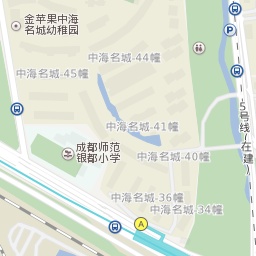 金苹果中海
名城幼稚园
中海名城-44幢
中海名城-45幢
5号线(在建)
中海名城-41幢
成都师范
银都小学
中海名城-40幢
中海名城-36幢
中海名城-34幢
A